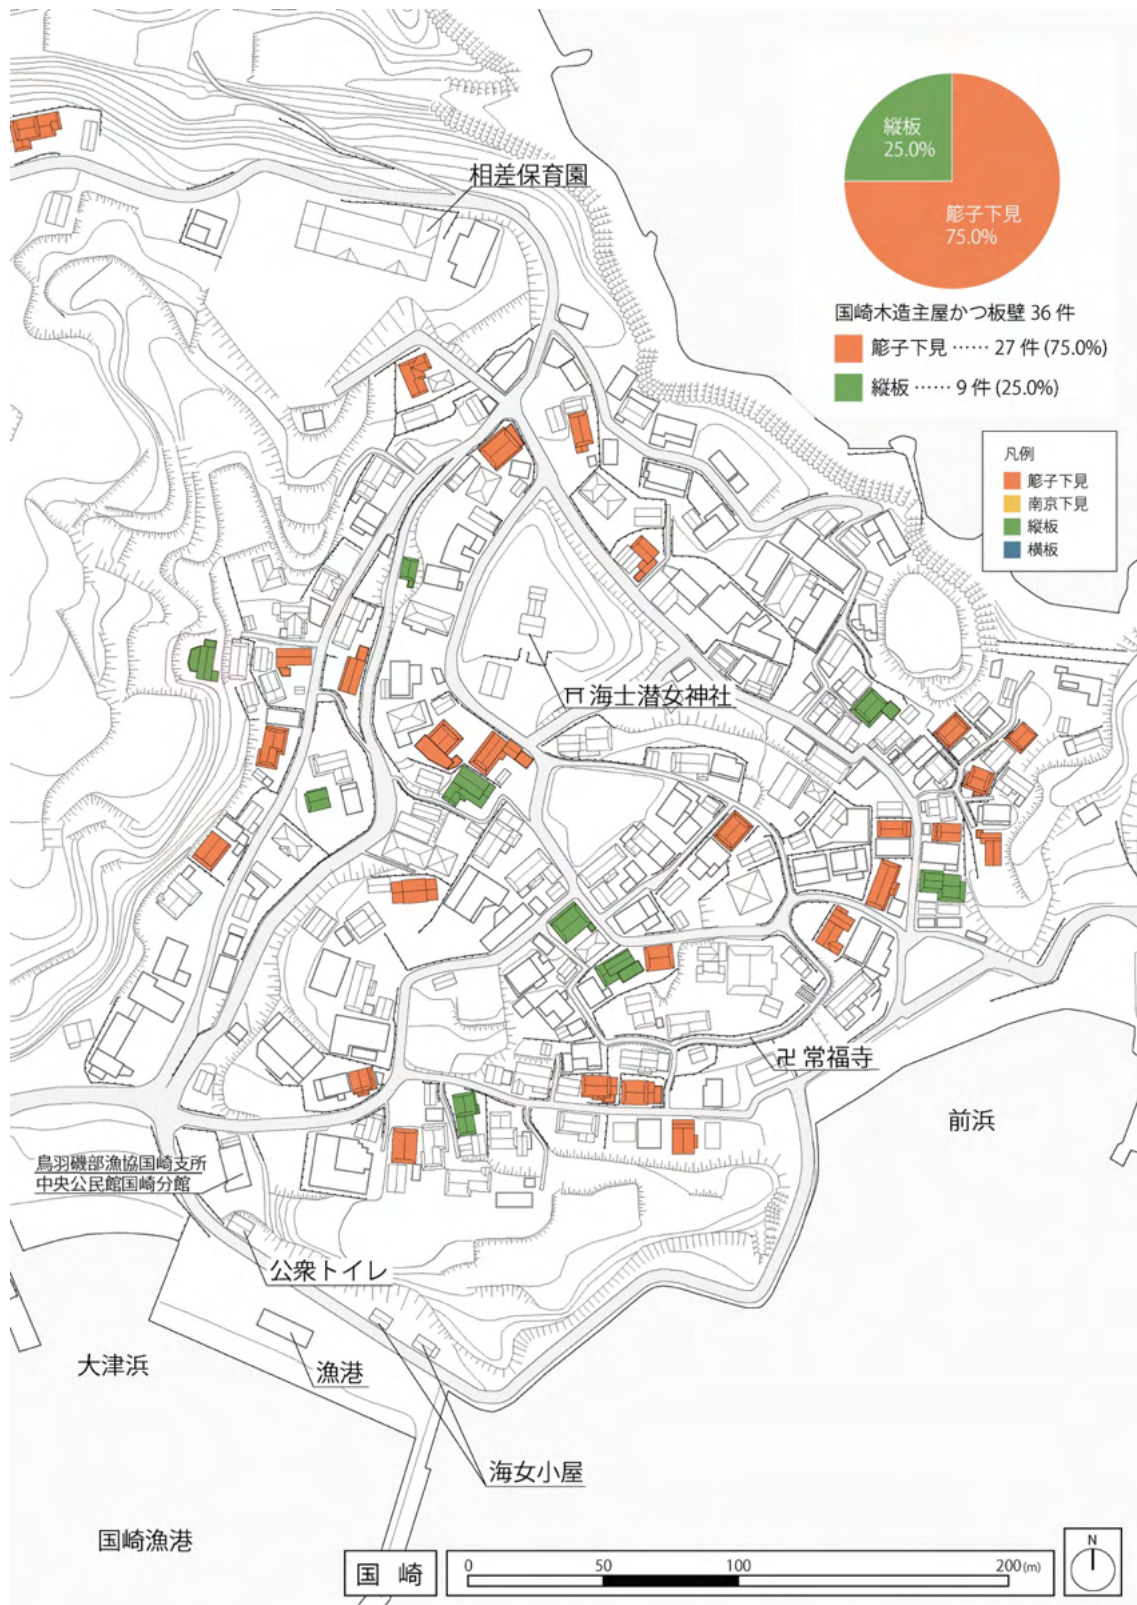 縦板
25.0%
簓子下見
75.0%
国崎木造主屋かつ板壁 36 件
簓子下見 …… 27 件 (75.0%)
縦板 …… 9 件 (25.0%)
凡例
簓子下見
南京下見
縦板
横板
相差保育園
海士潜女神社
卍 常福寺
前浜
鳥羽磯部漁協国崎支所
中央公民館国崎分館
公衆トイレ
大津浜
漁港
海女小屋
国崎漁港
国 崎
0 50 100 200 (m)
N